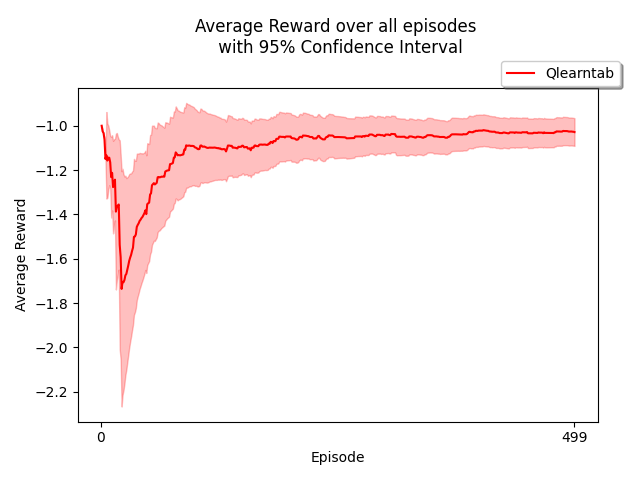 Average Reward over all episodes
with 95% Confidence Interval
Qlearntab
−1.0
−1.2
−1.4
−1.6
−1.8
−2.0
−2.2
Average Reward
0
499
Episode